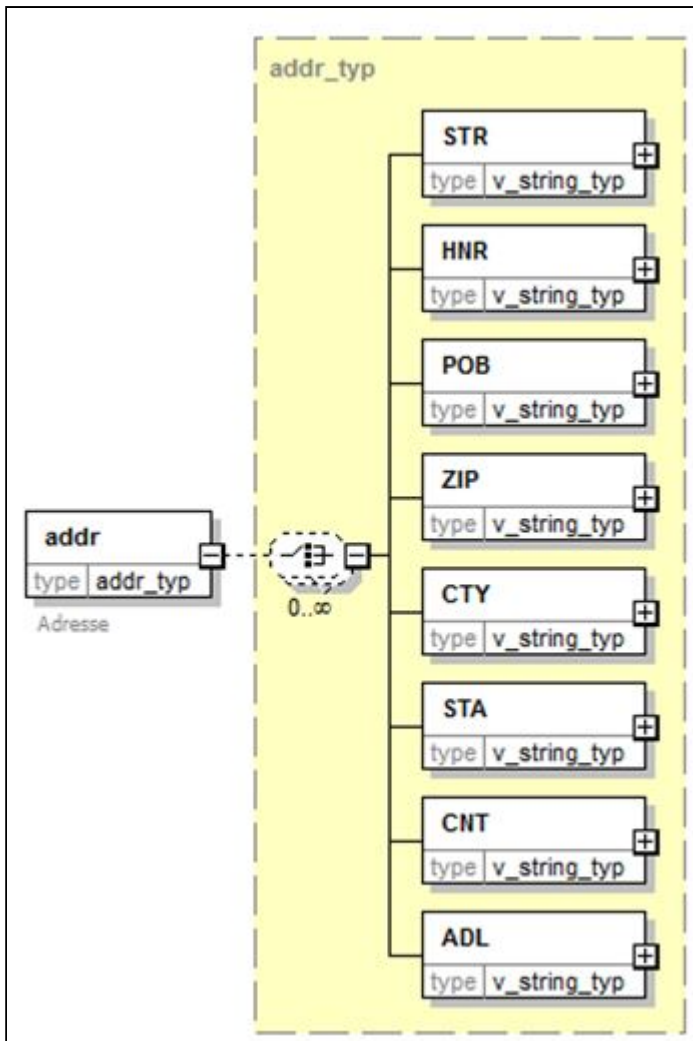 addr_typ
STR
type v_string_typ
HNR
type v_string_typ
POB
type v_string_typ
ZIP
type v_string_typ
addr
type addr_typ
Adresse
0..∞
CTY
type v_string_typ
STA
type v_string_typ
CNT
type v_string_typ
ADL
type v_string_typ